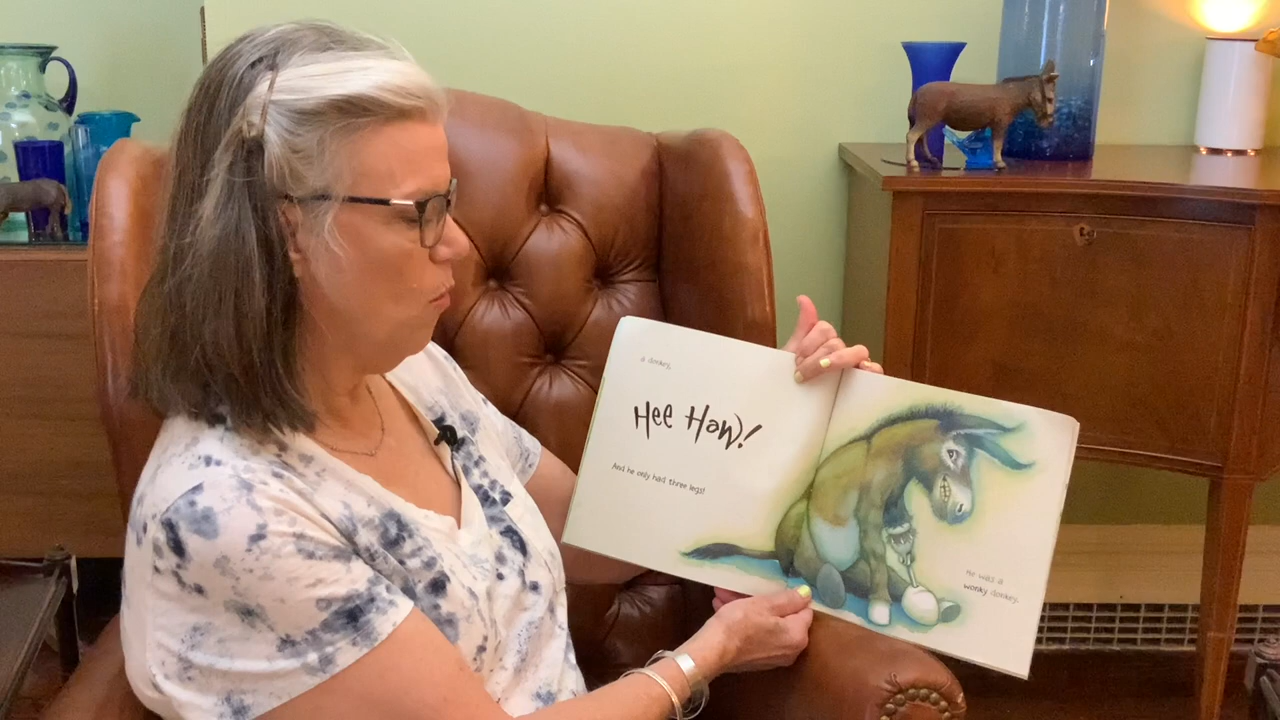 a donkey,
Hee Haw!
And he only had three legs!
He was a
wonky donkey.